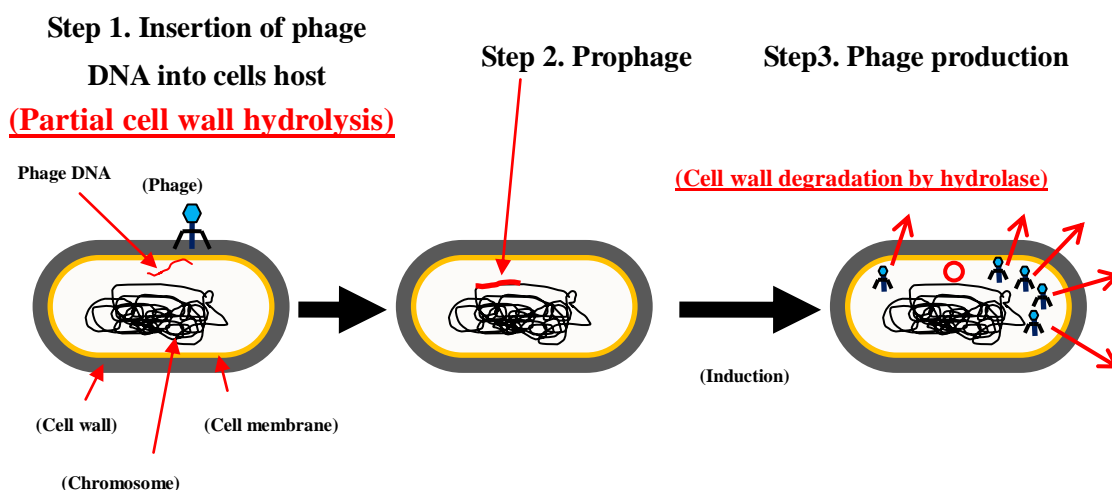 Step 1. Insertion of phage
DNA into cells host
(Partial cell wall hydrolysis)
Step 2. Prophage
Step3. Phage production
(Cell wall degradation by hydrolase)
Phage DNA
(Phage)
(Cell wall)
(Cell membrane)
(Chromosome)
(Induction)